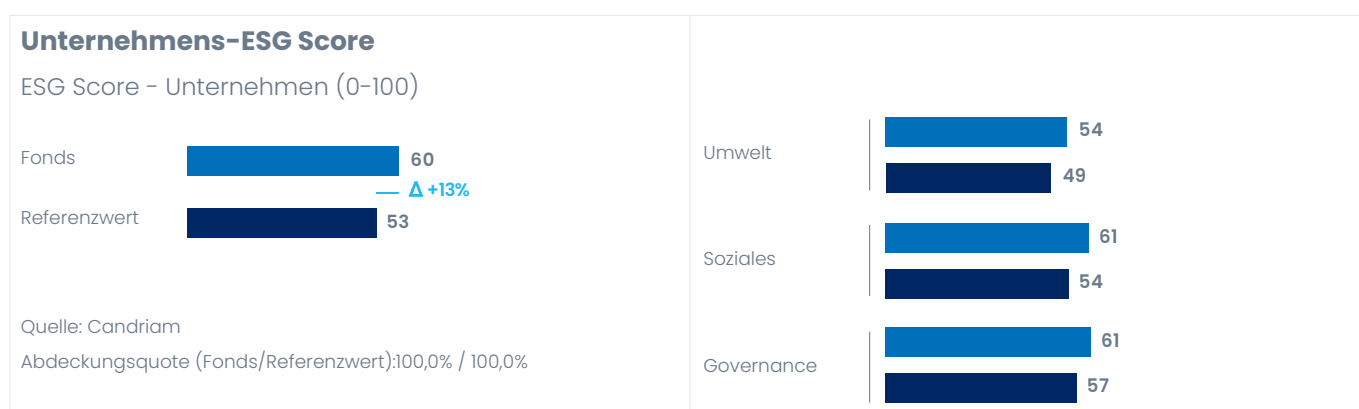 Unternehmens-ESG Score
ESG Score - Unternehmen (0-100)
Fonds
60
Δ +13%
Referenzwert
53
Quelle: Candriam
Abdeckungsquote (Fonds/Referenzwert):100,0% / 100,0%
Umwelt
54
49
Soziales
61
54
Governance
61
57